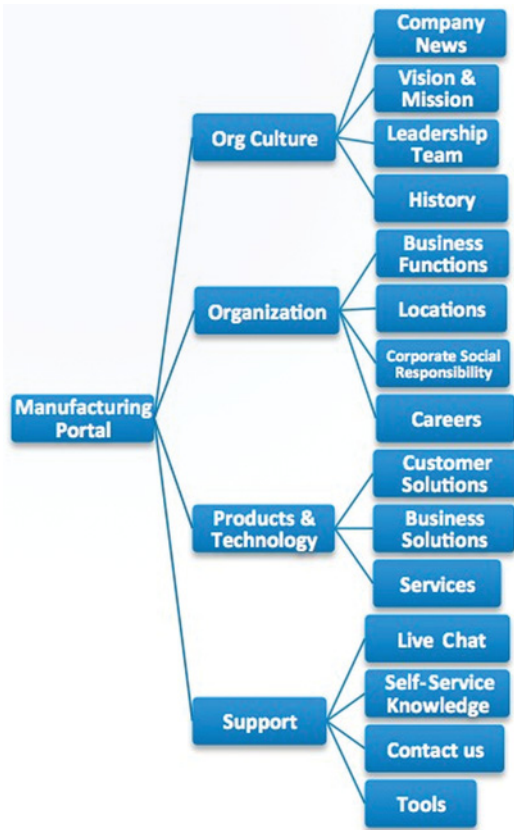 Company
News
Vision &
Mission
Org Culture
Leadership
Team
History
Business
Functions
Organization
Locations
Corporate Social
Responsibility
Manufacturing
Portal
Careers
Customer
Solutions
Products &
Technology
Business
Solutions
Services
Live Chat
Self-Service
Knowledge
Support
Contact us
Tools